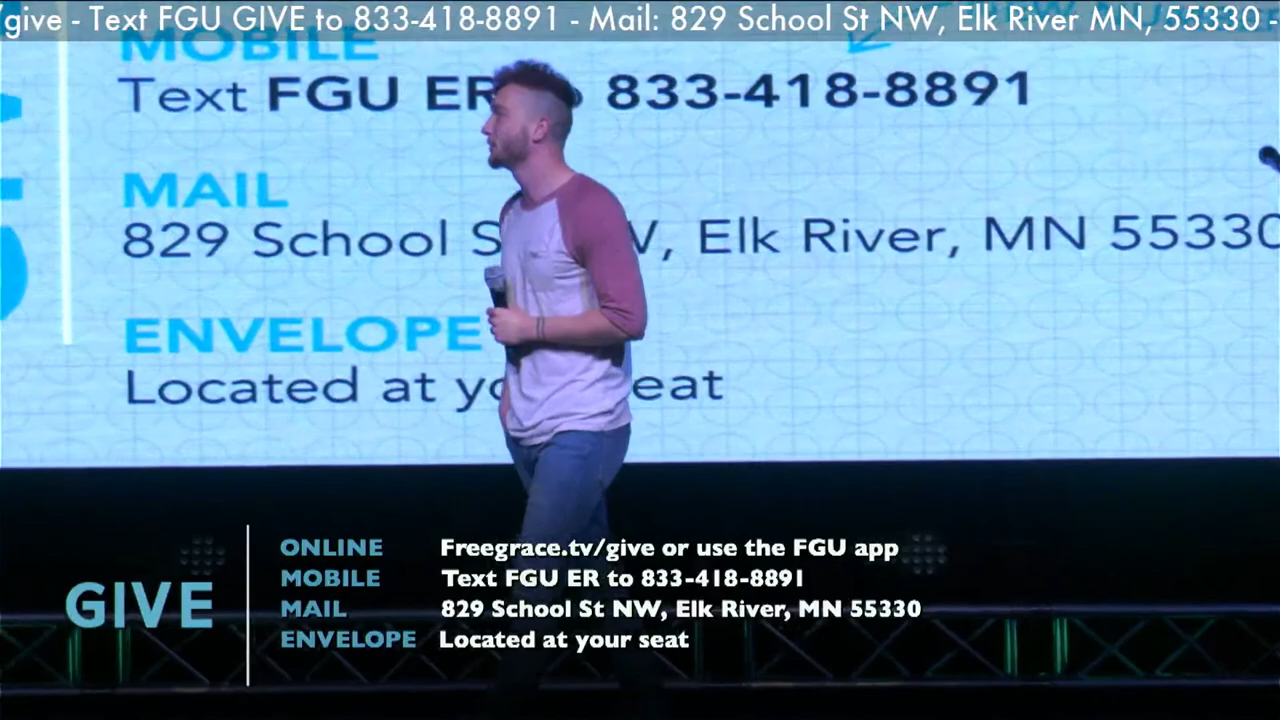 give - Text FGU GIVE to 833-418-8891 - Mail: 829 School St NW, Elk River MN, 55330 -
MOBILE
Text FGU ER 833-418-8891
MAIL
829 School S W, Elk River, MN 55330
ENVELOPE
Located at yo eat
GIVE
ONLINE Freegrace.tv/give or use the FGU app
MOBILE Text FGU ER to 833-418-8891
MAIL 829 School St NW, Elk River, MN 55330
ENVELOPE Located at your seat